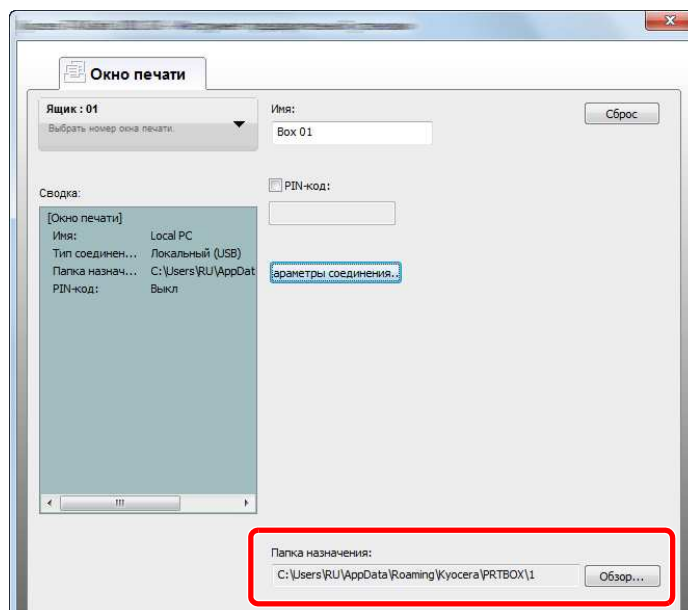 Окно печати
Ящик : 01
Выбрать номер окна печати.
Имя:
Box 01
Сброс
PIN-код:
Сводка:
[Окно печати]
Имя: Local PC
Тип соединен... Локальный (USB)
Папка назнач... C:\Users\RU\AppDat
PIN-код: Выкл
араметры соединения..
Папка назначения:
C:\Users\RU\AppData\Roaming\Kyocera\PRTBOX\1
Обзор...